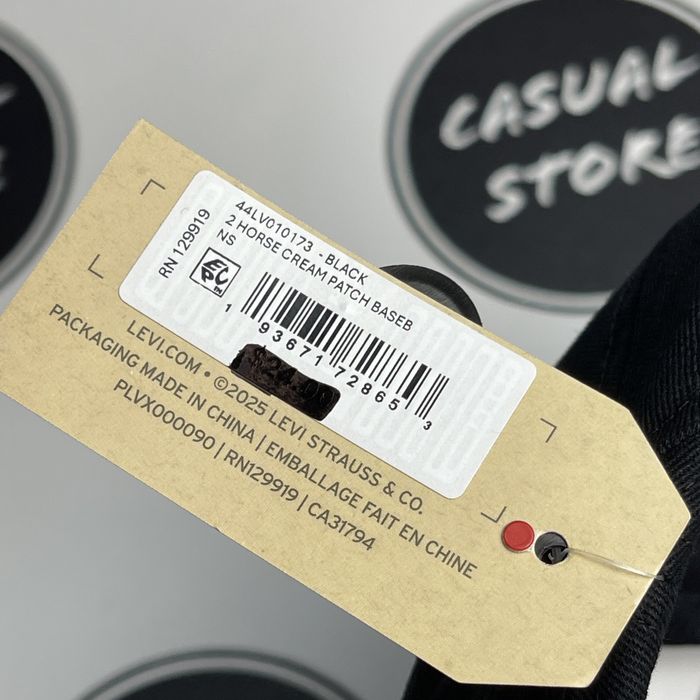 CASUAL
STORE
44LV010173 - BLACK
2 HORSE CREAM PATCH BASEB
NS
RN 129919
EPC™
1 93671 72865 3
LEVI.COM • ©2025 LEVI STRAUSS & CO.
PACKAGING MADE IN CHINA | EMBALLAGE FAIT EN CHINE
PLVX000090 | RN129919 | CA31794